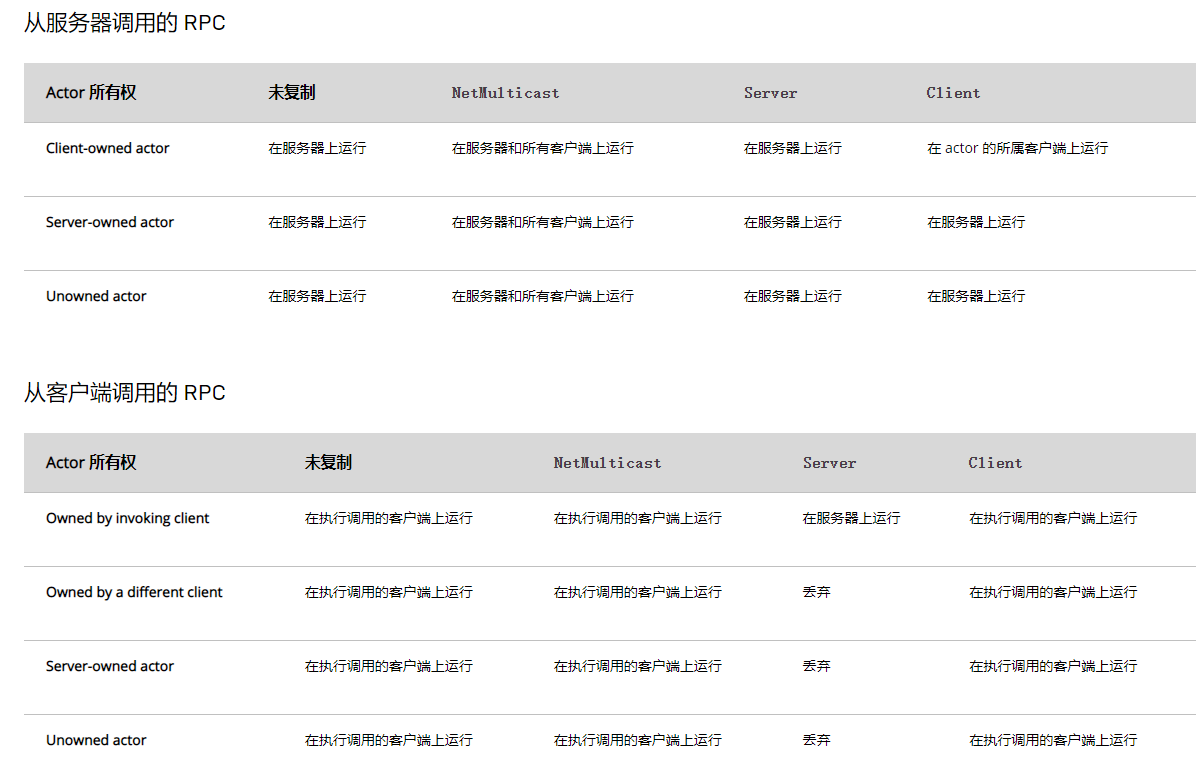 从服务器调用的 RPC
Actor 所有权 未复制 NetMulticast Server Client
Client-owned actor 在服务器上运行 在服务器和所有客户端上运行 在服务器上运行 在 actor 的所属客户端上运行
Server-owned actor 在服务器上运行 在服务器和所有客户端上运行 在服务器上运行 在服务器上运行
Unowned actor 在服务器上运行 在服务器和所有客户端上运行 在服务器上运行 在服务器上运行
从客户端调用的 RPC
Actor 所有权 未复制 NetMulticast Server Client
Owned by invoking client 在执行调用的客户端上运行 在执行调用的客户端上运行 在服务器上运行 在执行调用的客户端上运行
Owned by a different client 在执行调用的客户端上运行 在执行调用的客户端上运行 丢弃 在执行调用的客户端上运行
Server-owned actor 在执行调用的客户端上运行 在执行调用的客户端上运行 丢弃 在执行调用的客户端上运行
Unowned actor 在执行调用的客户端上运行 在执行调用的客户端上运行 丢弃 在执行调用的客户端上运行